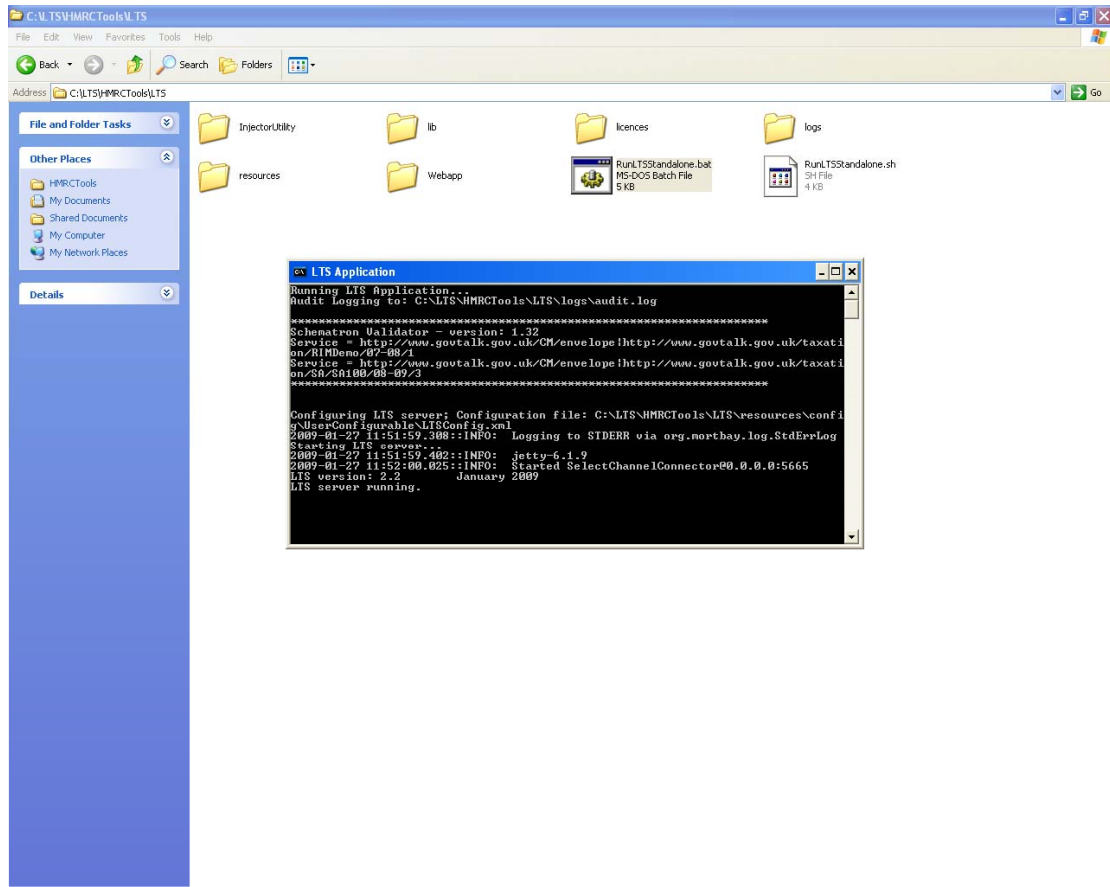 C:\LTS\HMRCTools\LTS
File Edit View Favorites Tools Help
Back Search Folders
Address C:\LTS\HMRCTools\LTS Go
File and Folder Tasks
Other Places
HMRCTools
My Documents
Shared Documents
My Computer
My Network Places
Details
InjectorUtility
lib
licences
logs
resources
Webapp
RunLTSStandalone.bat
MS-DOS Batch File
5 KB
RunLTSStandalone.sh
SH File
4 KB
LTS Application
Running LTS Application...
Audit Logging to: C:\LTS\HMRCTools\LTS\logs\audit.log
*********************************************************************
Schematron Validator - version: 1.32
Service = http://www.govtalk.gov.uk/CM/envelope|http://www.govtalk.gov.uk/taxati
on/RIMDemo/07-08/1
Service = http://www.govtalk.gov.uk/CM/envelope|http://www.govtalk.gov.uk/taxati
on/SA/SA100/08-09/3
*********************************************************************
Configuring LTS server; Configuration file: C:\LTS\HMRCTools\LTS\resources\confi
g\UserConfigurable\LTSConfig.xml
2009-01-27 11:51:59.308::INFO: Logging to STDERR via org.mortbay.log.StdErrLog
Starting LTS server...
2009-01-27 11:51:59.402::INFO: jetty-6.1.9
2009-01-27 11:52:00.025::INFO: Started SelectChannelConnector@0.0.0.0:5665
LTS version: 2.2 January 2009
LTS server running.